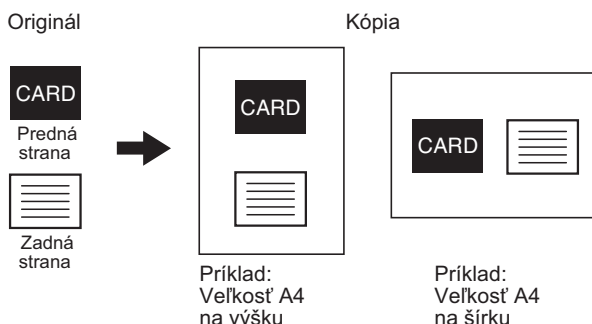 Originál
Kópia
CARD
Predná
strana
Zadná
strana
CARD
CARD
Príklad:
Veľkosť A4
na výšku
Príklad:
Veľkosť A4
na šírku